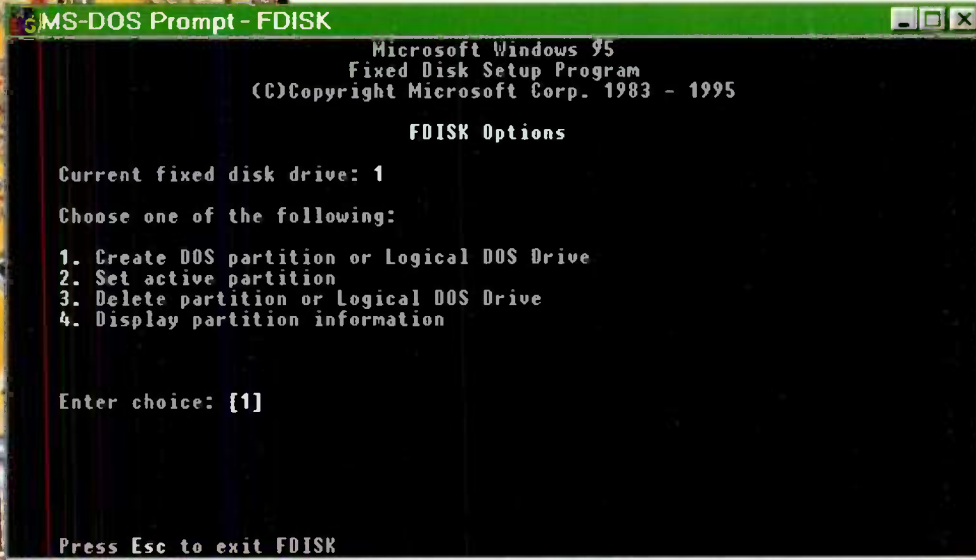 MS-DOS Prompt - FDISK
Microsoft Windows 95
Fixed Disk Setup Program
(C)Copyright Microsoft Corp. 1983 - 1995
FDISK Options
Current fixed disk drive: 1
Choose one of the following:
1. Create DOS partition or Logical DOS Drive
2. Set active partition
3. Delete partition or Logical DOS Drive
4. Display partition information
Enter choice: [1]
Press Esc to exit FDISK